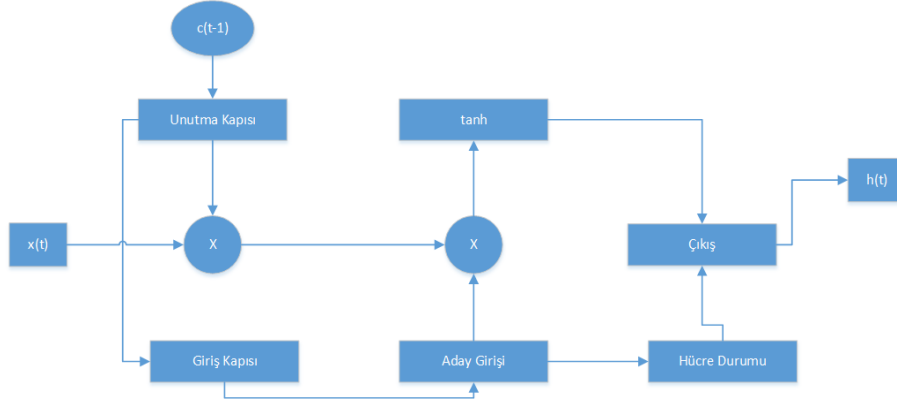 c(t-1)
Unutma Kapısı
tanh
h(t)
x(t)
X
X
Çıkış
Giriş Kapısı
Aday Girişi
Hücre Durumu